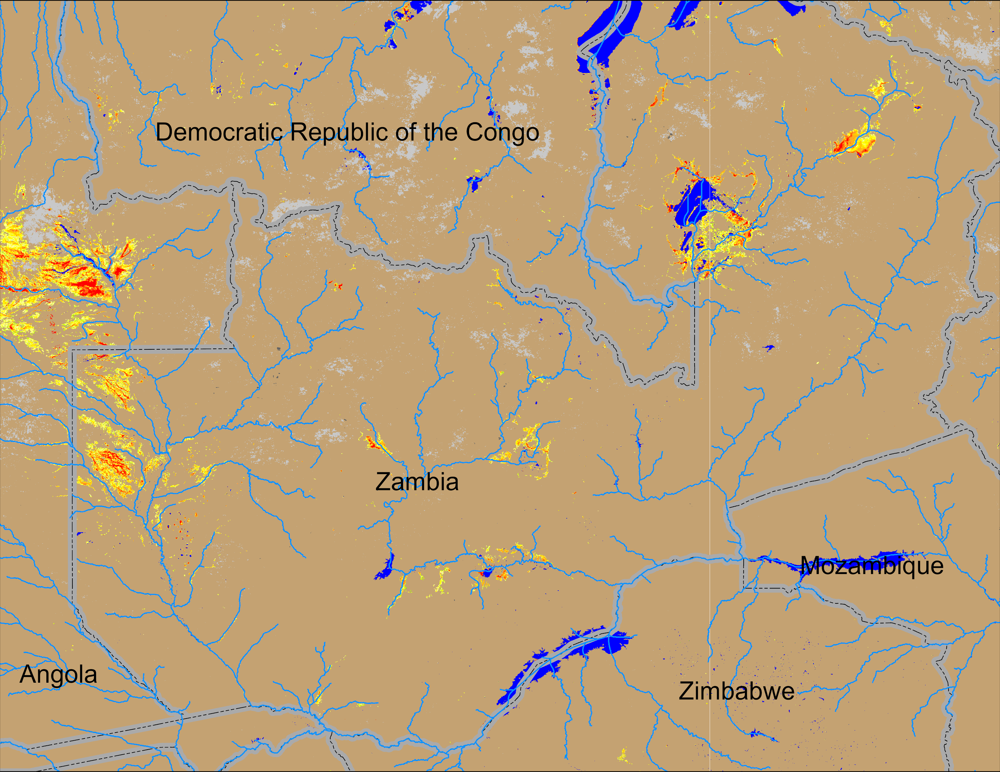 Democratic Republic of the Congo
Zambia
Mozambique
Angola
Zimbabwe